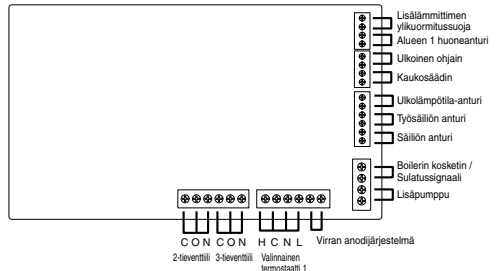 Lisälämmittimen
ylikuormitussuoja
Alueen 1 huoneanturi
Ulkoinen ohjain
Kaukosäädin
Ulkolämpötila-anturi
Työsäiliön anturi
Säiliön anturi
Boilerin kosketin /
Sulatussignaali
Lisäpumppu
C O N C O N H C N L
Virran anodijärjestelmä
2-tieventtiili 3-tieventtiili Valinnainen
termostaatti 1